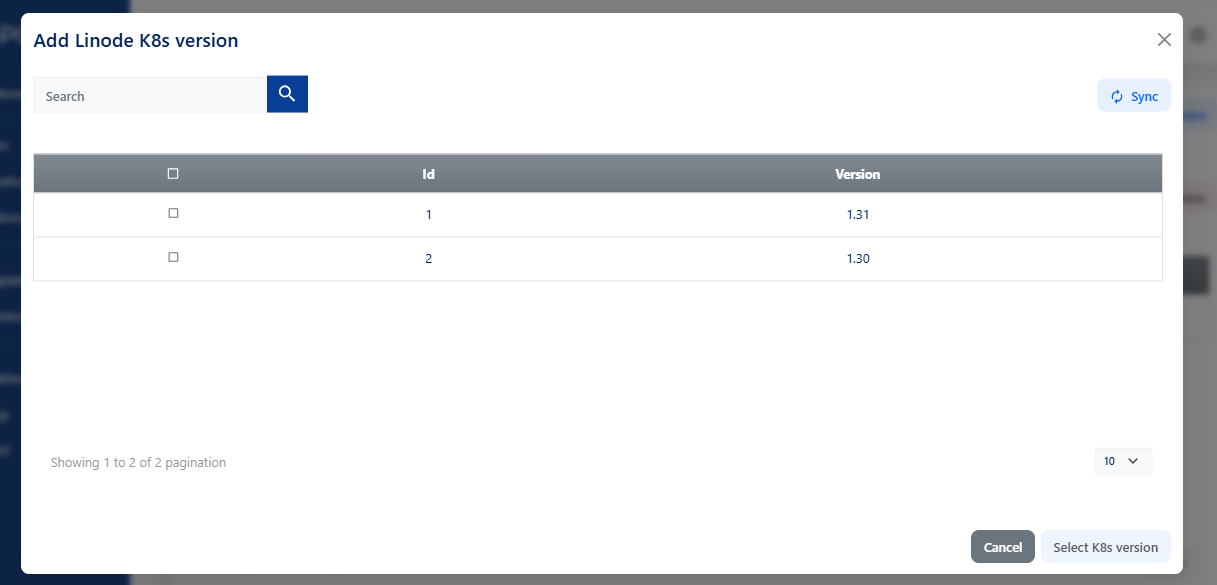 Add Linode K8s version
Search
Sync
Id Version
1 1.31
2 1.30
Showing 1 to 2 of 2 pagination
10
Cancel Select K8s version